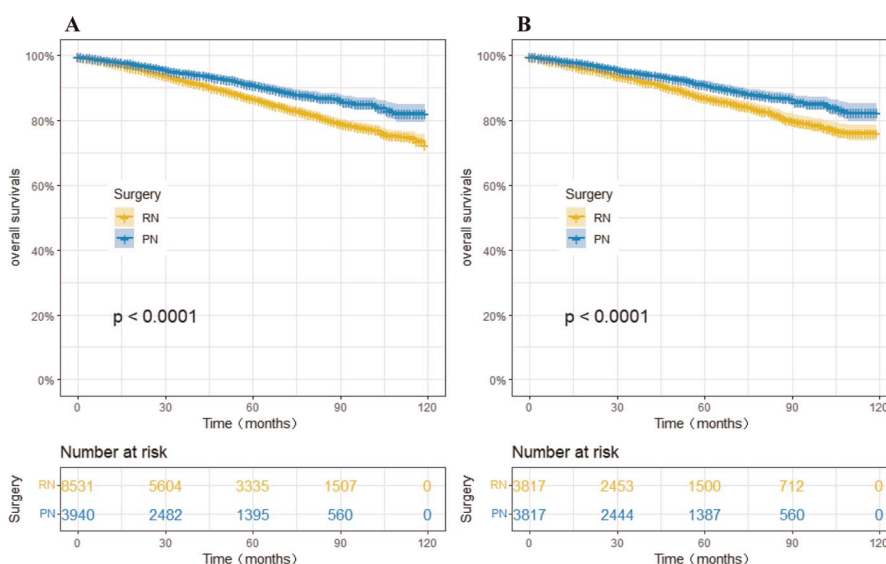 A
100%
80%
60%
40%
20%
0%
overall survivals
Surgery
RN
PN
p < 0.0001
0 30 60 90 120
Time（months）
Number at risk
Surgery
RN 8531 5604 3335 1507 0
PN 3940 2482 1395 560 0
0 30 60 90 120
Time（months）
B
100%
80%
60%
40%
20%
0%
overall survivals
Surgery
RN
PN
p < 0.0001
0 30 60 90 120
Time（months）
Number at risk
Surgery
RN 3817 2453 1500 712 0
PN 3817 2444 1387 560 0
0 30 60 90 120
Time（months）